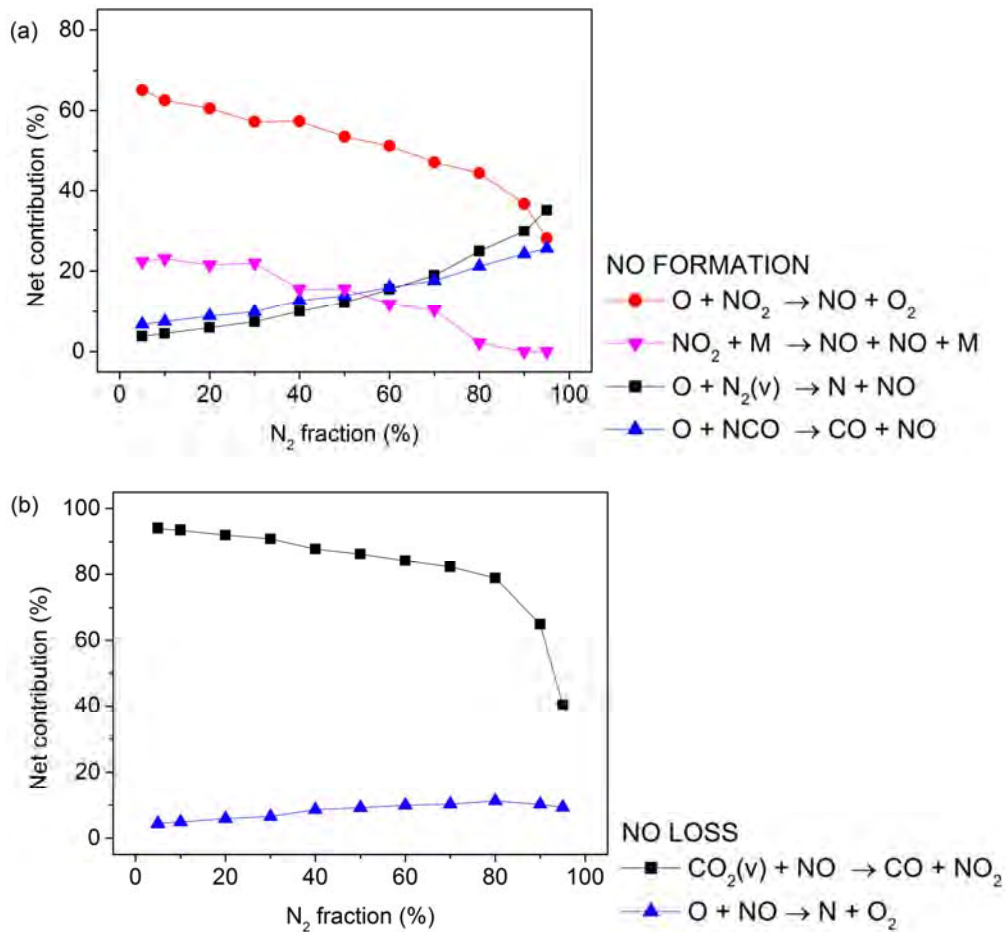 (a)
80
60
40
20
0
Net contribution (%)
0 20 40 60 80 100
N₂ fraction (%)
NO FORMATION
O + NO₂ → NO + O₂
NO₂ + M → NO + NO + M
O + N₂(v) → N + NO
O + NCO → CO + NO
(b)
100
80
60
40
20
0
Net contribution (%)
0 20 40 60 80 100
N₂ fraction (%)
NO LOSS
CO₂(v) + NO → CO + NO₂
O + NO → N + O₂